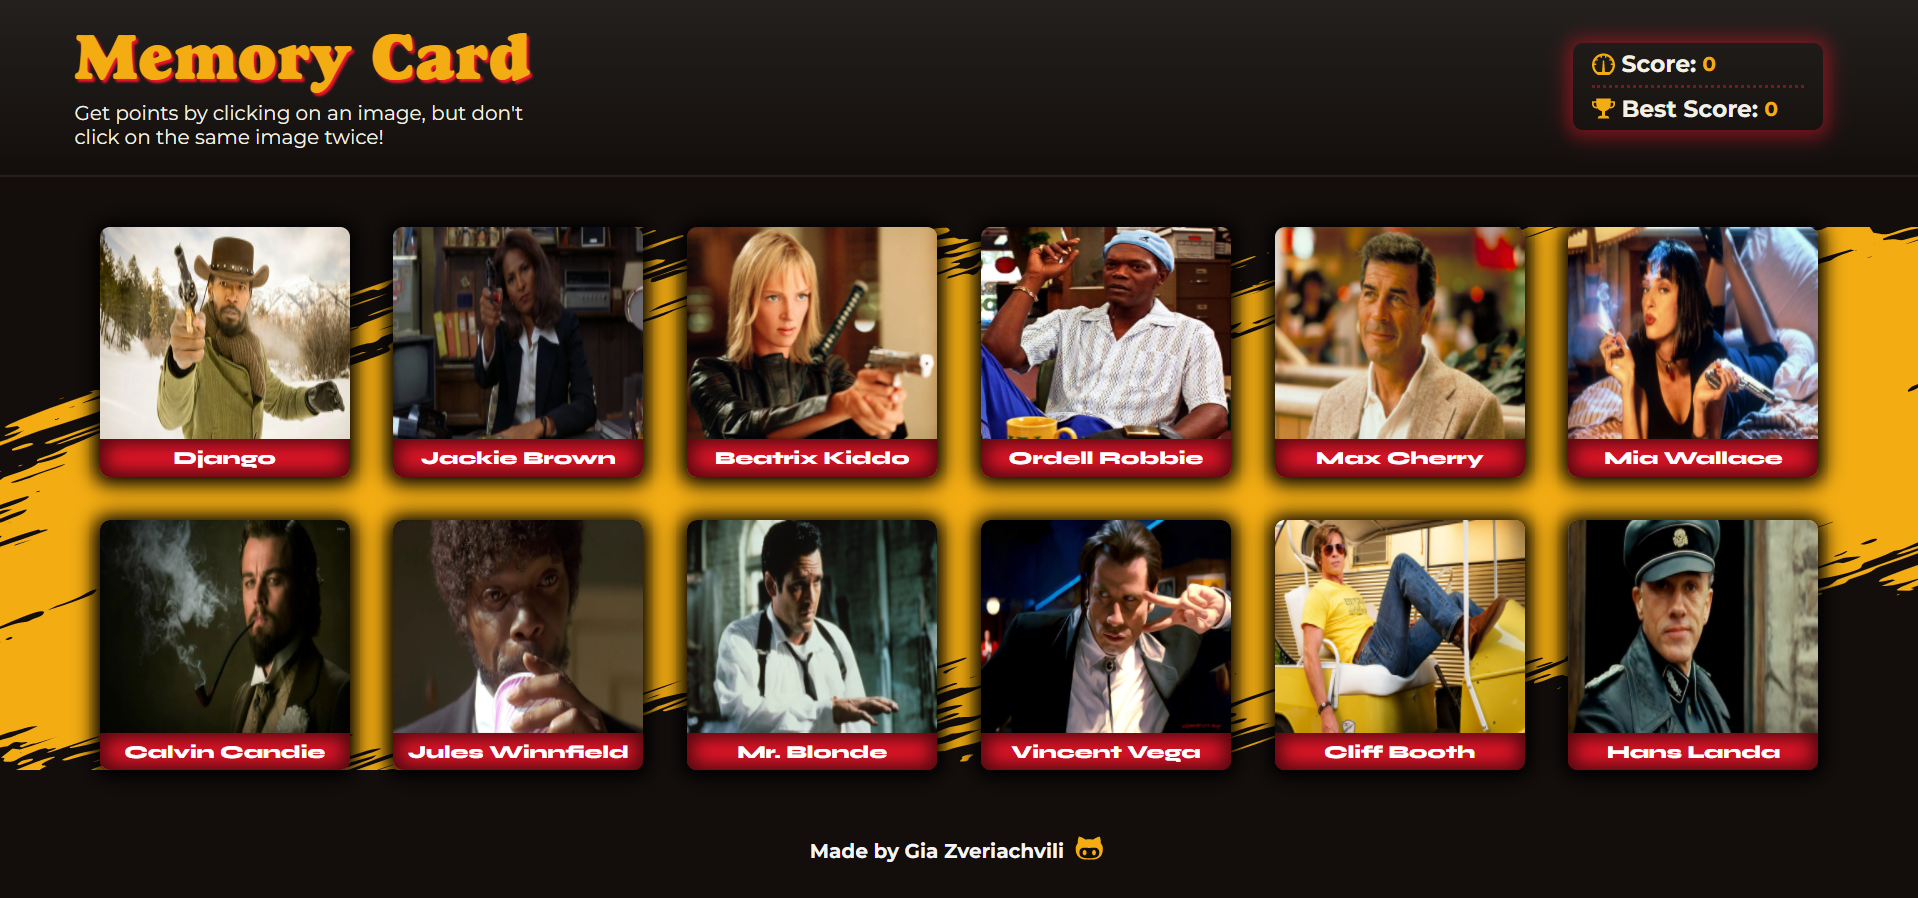 Memory Card
Get points by clicking on an image, but don't
click on the same image twice!
Score: 0
Best Score: 0
Django
Jackie Brown
Beatrix Kiddo
Ordell Robbie
Max Cherry
Mia Wallace
Calvin Candie
Jules Winnfield
Mr. Blonde
Vincent Vega
Cliff Booth
Hans Landa
Made by Gia Zveriachvili